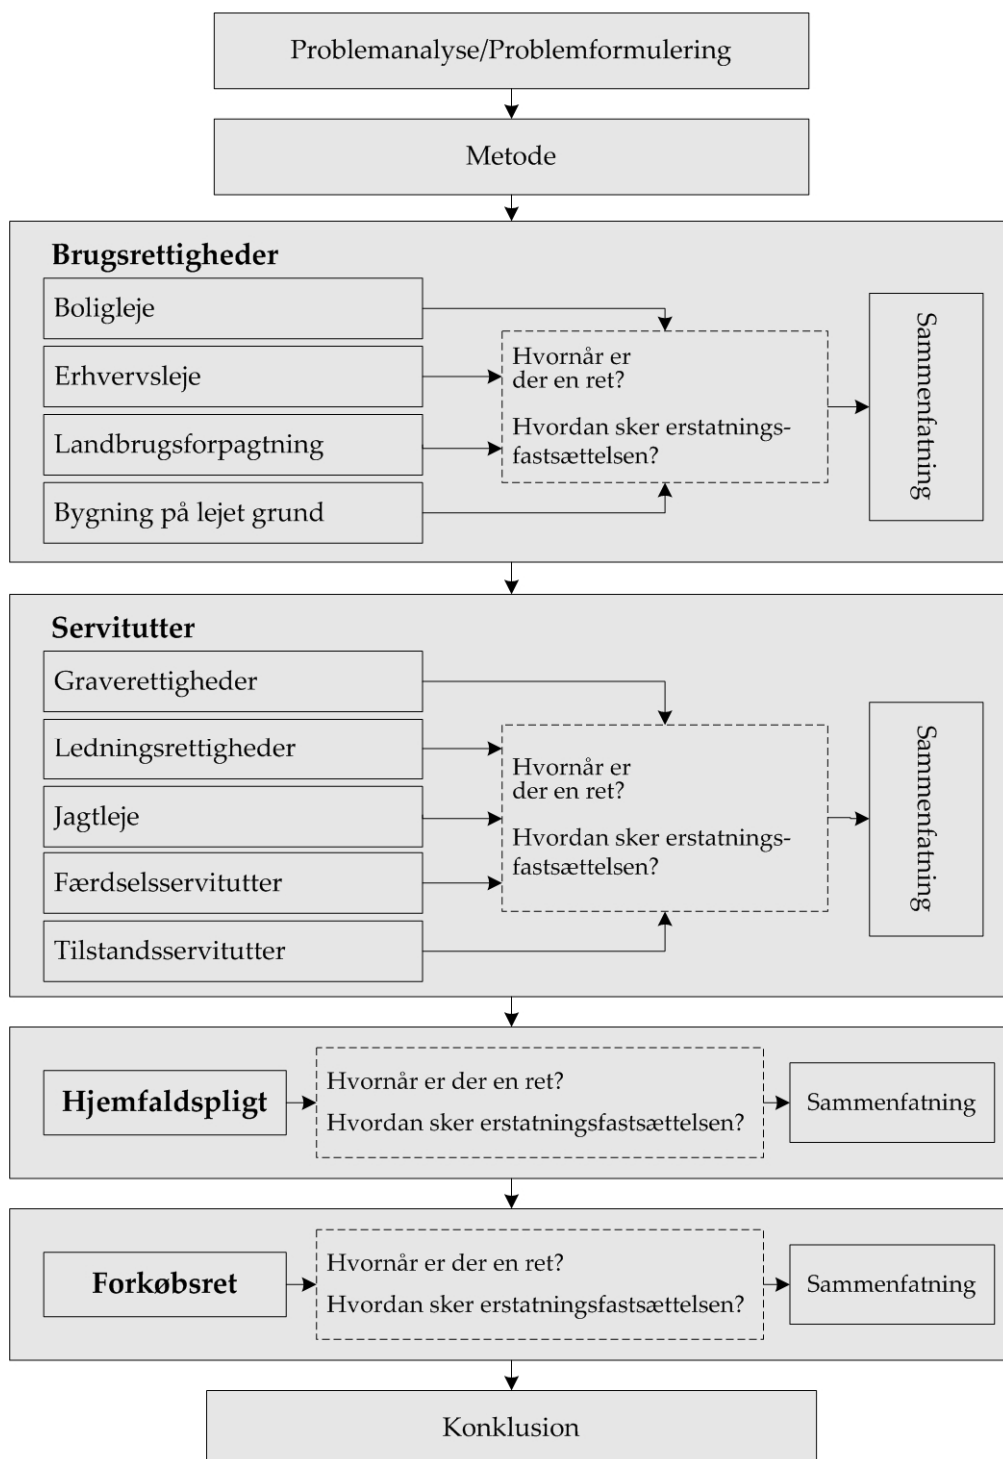 Problemanalyse/Problemformulering
Metode
Brugsrettigheder
Boligleje
Erhvervsleje
Landbrugsforpagtning
Bygning på lejet grund
Hvornår er
der en ret?
Hvordan sker erstatnings-
fastsættelsen?
Sammenfatning
Servitutter
Graverettigheder
Ledningsrettigheder
Jagtleje
Færdselsservitutter
Tilstandsservitutter
Hvornår er
der en ret?
Hvordan sker erstatnings-
fastsættelsen?
Sammenfatning
Hjemfaldspligt
Hvornår er der en ret?
Hvordan sker erstatningsfastsættelsen?
Sammenfatning
Forkøbsret
Hvornår er der en ret?
Hvordan sker erstatningsfastsættelsen?
Sammenfatning
Konklusion